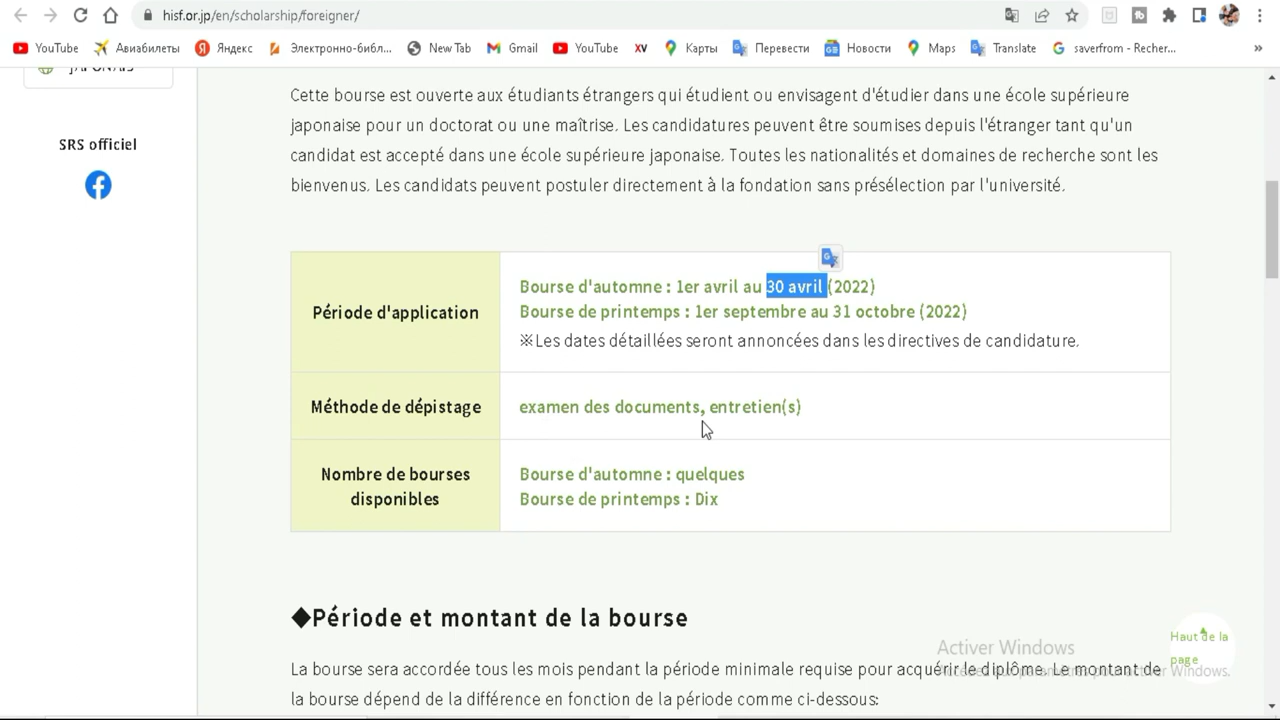 hisf.or.jp/en/scholarship/foreigner/
YouTube Авиабилеты Яндекс Электронно-библ... New Tab Gmail YouTube XV Карты Перевести Новости Maps Translate saverfrom - Recher... »
JAPONAIS
SRS officiel
Cette bourse est ouverte aux étudiants étrangers qui étudient ou envisagent d'étudier dans une école supérieure
japonaise pour un doctorat ou une maîtrise. Les candidatures peuvent être soumises depuis l'étranger tant qu'un
candidat est accepté dans une école supérieure japonaise. Toutes les nationalités et domaines de recherche sont les
bienvenus. Les candidats peuvent postuler directement à la fondation sans présélection par l'université.
Période d'application
Bourse d'automne : 1er avril au 30 avril (2022)
Bourse de printemps : 1er septembre au 31 octobre (2022)
※Les dates détaillées seront annoncées dans les directives de candidature.
Méthode de dépistage
examen des documents, entretien(s)
Nombre de bourses
disponibles
Bourse d'automne : quelques
Bourse de printemps : Dix
◆Période et montant de la bourse
La bourse sera accordée tous les mois pendant la période minimale requise pour acquérir le diplôme. Le montant de
la bourse dépend de la différence en fonction de la période comme ci-dessous:
Haut de la
page
Activer Windows
Accédez aux paramètres pour activer Windows.